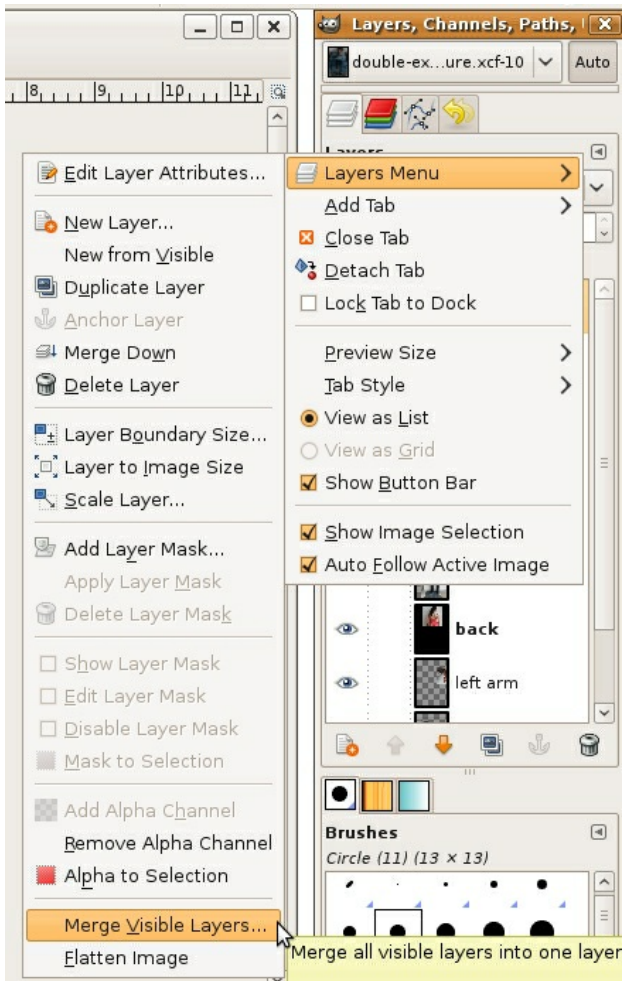 Layers, Channels, Paths,
double-ex...ure.xcf-10
Auto
8
9
10
11
Layers
Layers Menu
Add Tab
Close Tab
Detach Tab
Lock Tab to Dock
Preview Size
Tab Style
View as List
View as Grid
Show Button Bar
Show Image Selection
Auto Follow Active Image
Edit Layer Attributes...
New Layer...
New from Visible
Duplicate Layer
Anchor Layer
Merge Down
Delete Layer
Layer Boundary Size...
Layer to Image Size
Scale Layer...
Add Layer Mask...
Apply Layer Mask
Delete Layer Mask
Show Layer Mask
Edit Layer Mask
Disable Layer Mask
Mask to Selection
Add Alpha Channel
Remove Alpha Channel
Alpha to Selection
Merge Visible Layers...
Flatten Image
back
left arm
Brushes
Circle (11) (13 × 13)
Merge all visible layers into one layer